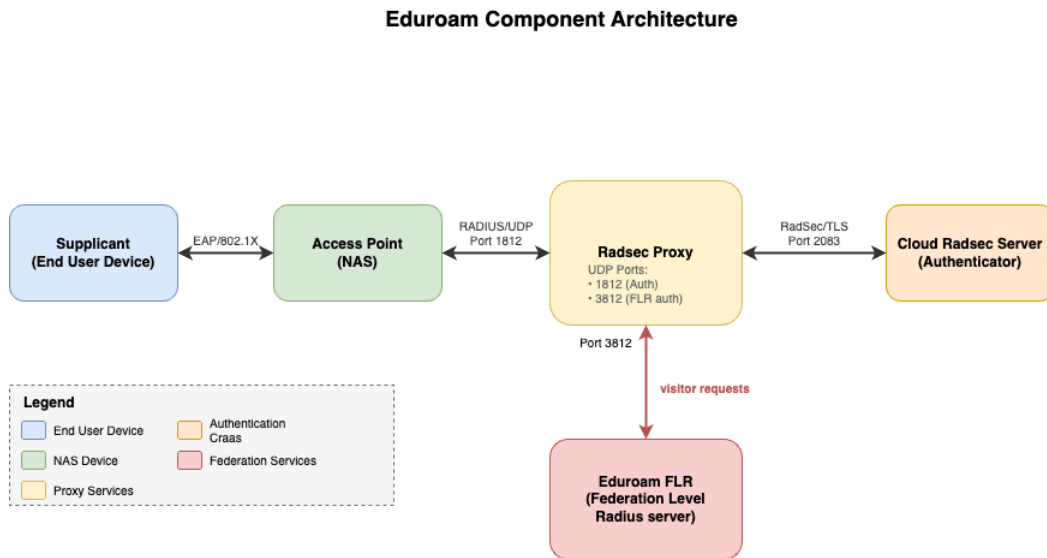 Eduroam Component Architecture
Supplicant
(End User Device)
EAP/802.1X
Access Point
(NAS)
RADIUS/UDP
Port 1812
Radsec Proxy
UDP Ports:
• 1812 (Auth)
• 3812 (FLR auth)
RadSec/TLS
Port 2083
Cloud Radsec Server
(Authenticator)
Port 3812
visitor requests
Eduroam FLR
(Federation Level
Radius server)
Legend
End User Device
Authentication
Craas
NAS Device
Federation Services
Proxy Services